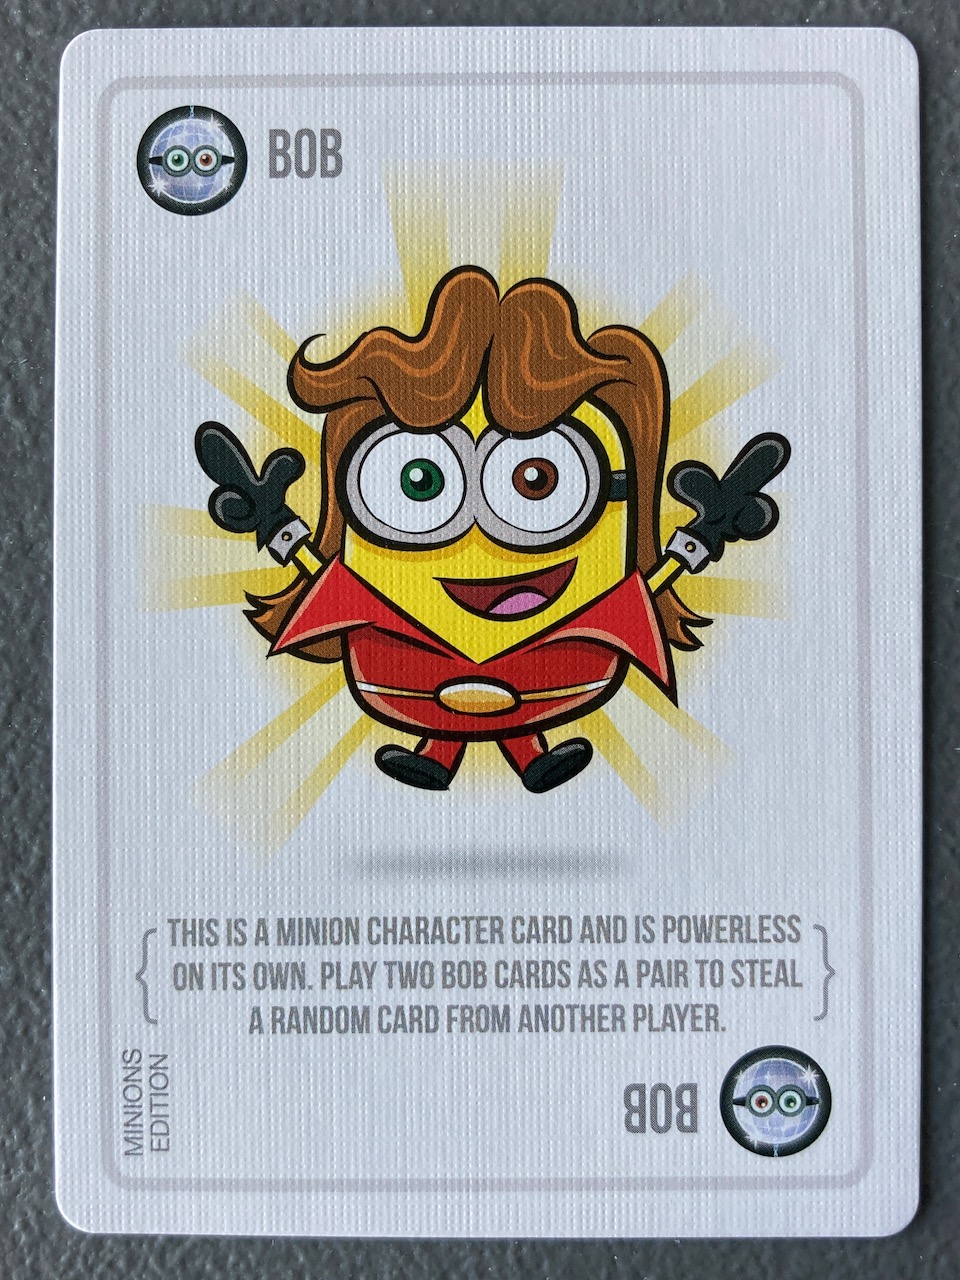 BOB
THIS IS A MINION CHARACTER CARD AND IS POWERLESS
ON ITS OWN. PLAY TWO BOB CARDS AS A PAIR TO STEAL
A RANDOM CARD FROM ANOTHER PLAYER.
MINIONS
EDITION
BOB